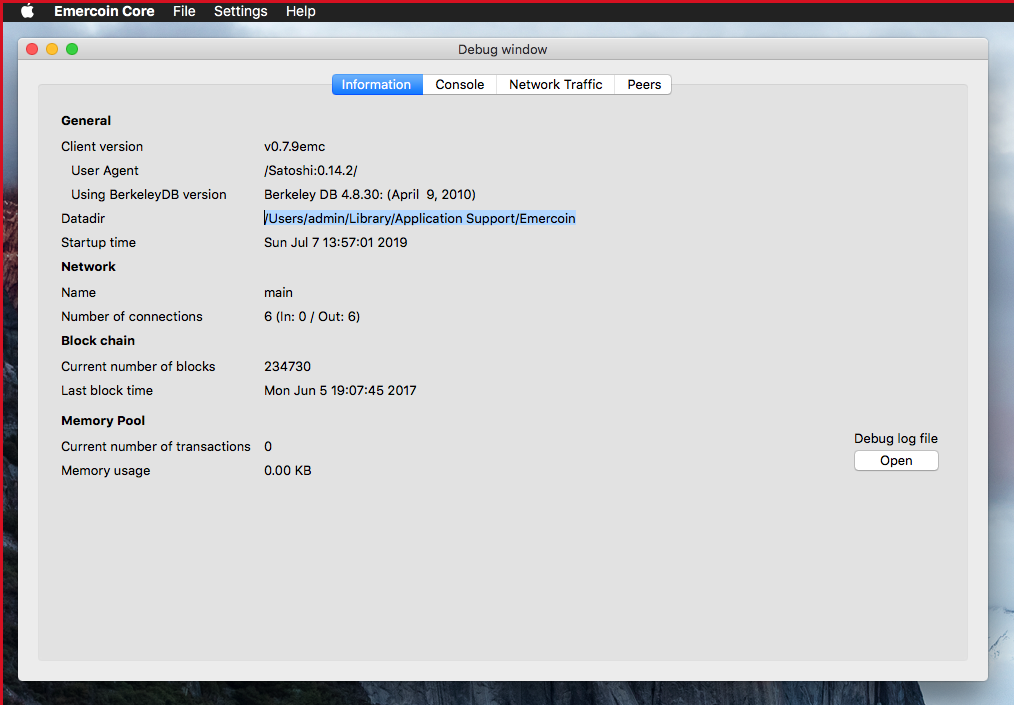 Emercoin Core File Settings Help
Debug window
Information Console Network Traffic Peers
General
Client version v0.7.9emc
User Agent /Satoshi:0.14.2/
Using BerkeleyDB version Berkeley DB 4.8.30: (April  9, 2010)
Datadir /Users/admin/Library/Application Support/Emercoin
Startup time Sun Jul 7 13:57:01 2019
Network
Name main
Number of connections 6 (In: 0 / Out: 6)
Block chain
Current number of blocks 234730
Last block time Mon Jun 5 19:07:45 2017
Memory Pool
Debug log file
Current number of transactions 0
Open
Memory usage 0.00 KB